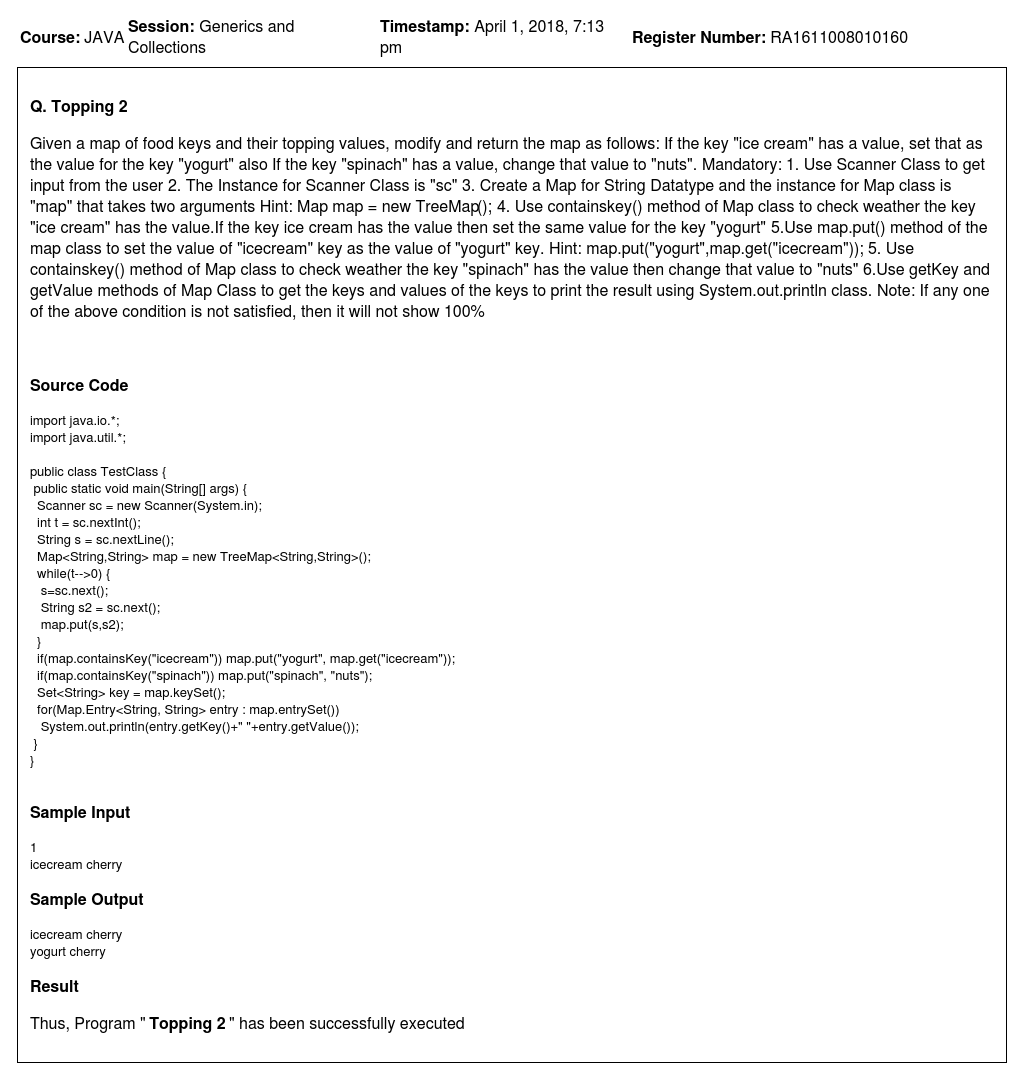 Course: JAVA Session: Generics and Collections Timestamp: April 1, 2018, 7:13 pm Register Number: RA1611008010160
Q. Topping 2
Given a map of food keys and their topping values, modify and return the map as follows: If the key "ice cream" has a value, set that as
the value for the key "yogurt" also If the key "spinach" has a value, change that value to "nuts". Mandatory: 1. Use Scanner Class to get
input from the user 2. The Instance for Scanner Class is "sc" 3. Create a Map for String Datatype and the instance for Map class is
"map" that takes two arguments Hint: Map map = new TreeMap(); 4. Use containskey() method of Map class to check weather the key
"ice cream" has the value.If the key ice cream has the value then set the same value for the key "yogurt" 5.Use map.put() method of the
map class to set the value of "icecream" key as the value of "yogurt" key. Hint: map.put("yogurt",map.get("icecream")); 5. Use
containskey() method of Map class to check weather the key "spinach" has the value then change that value to "nuts" 6.Use getKey and
getValue methods of Map Class to get the keys and values of the keys to print the result using System.out.println class. Note: If any one
of the above condition is not satisfied, then it will not show 100%
Source Code
import java.io.*;
import java.util.*;
public class TestClass {
public static void main(String[] args) {
Scanner sc = new Scanner(System.in);
int t = sc.nextInt();
String s = sc.nextLine();
Map<String,String> map = new TreeMap<String,String>();
while(t-->0) {
s=sc.next();
String s2 = sc.next();
map.put(s,s2);
}
if(map.containsKey("icecream")) map.put("yogurt", map.get("icecream"));
if(map.containsKey("spinach")) map.put("spinach", "nuts");
Set<String> key = map.keySet();
for(Map.Entry<String, String> entry : map.entrySet())
System.out.println(entry.getKey()+" "+entry.getValue());
}
}
Sample Input
1
icecream cherry
Sample Output
icecream cherry
yogurt cherry
Result
Thus, Program " Topping 2 " has been successfully executed